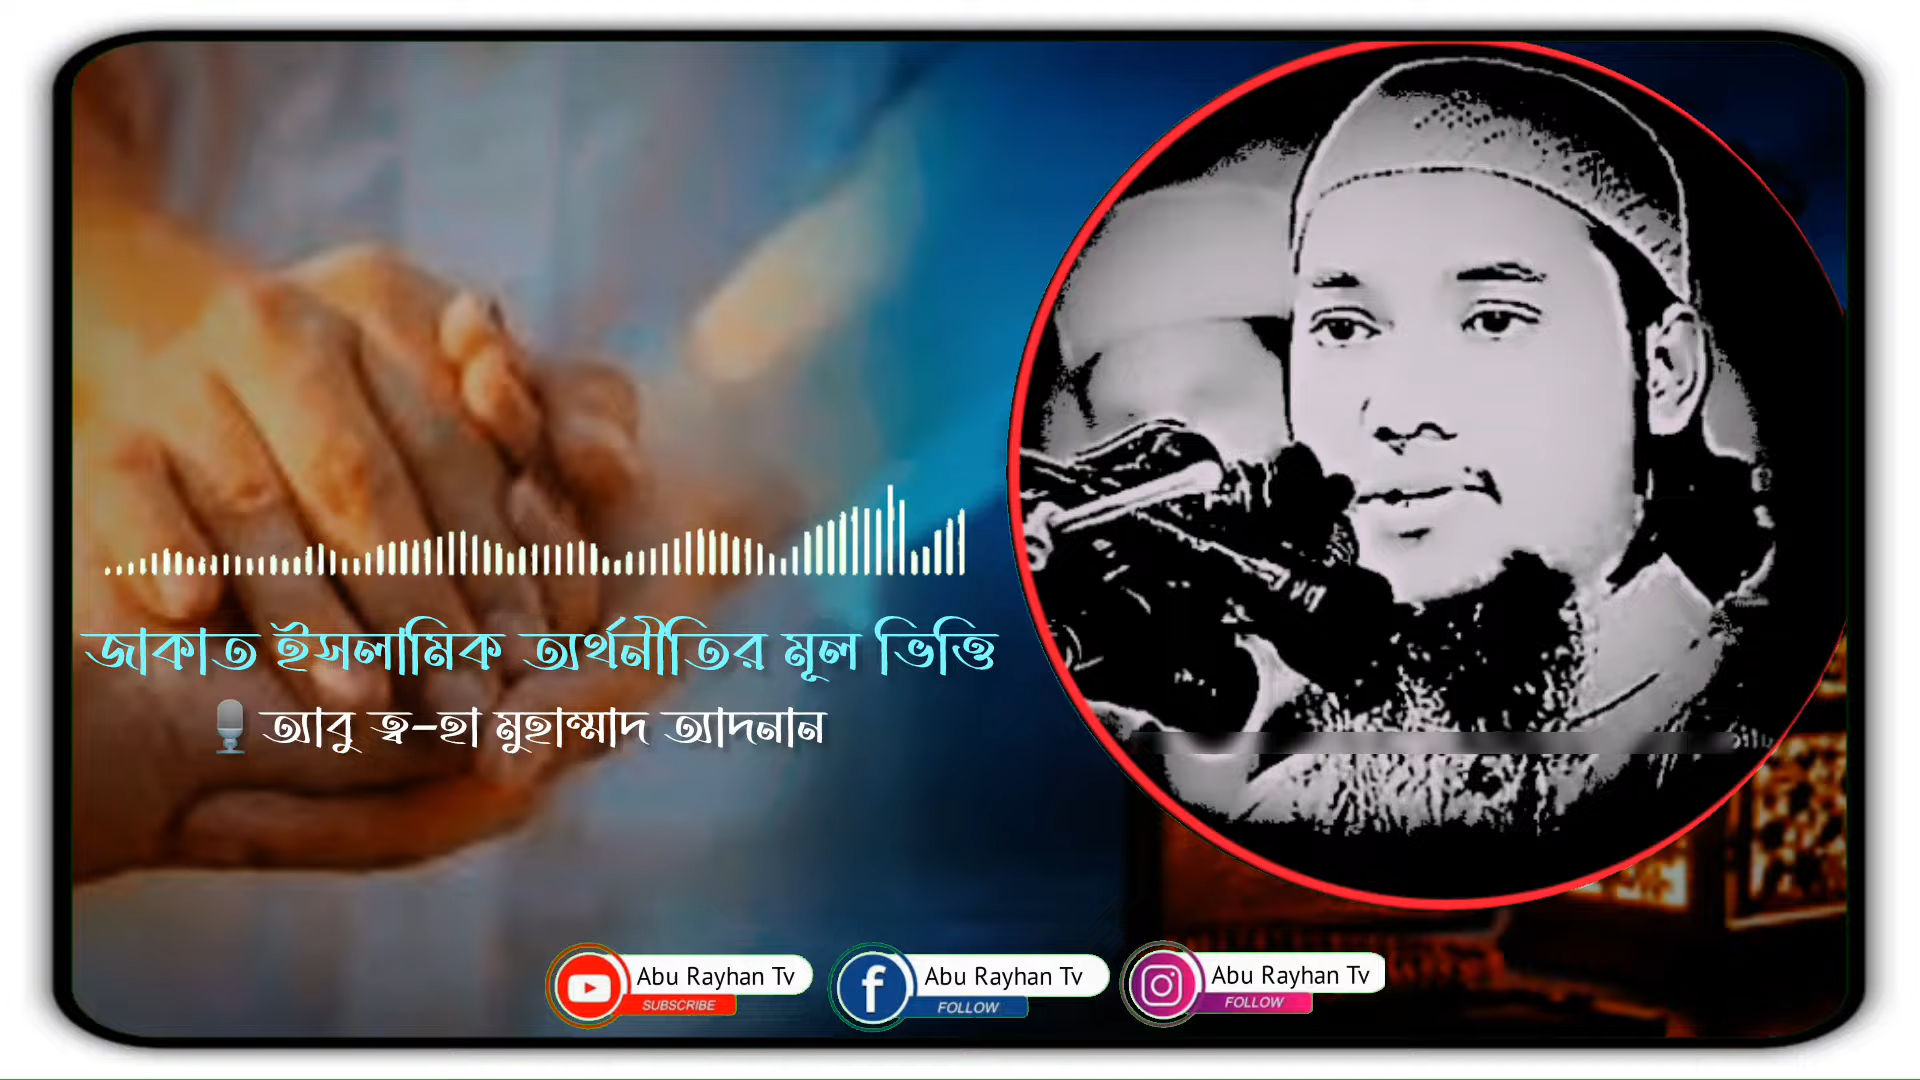 জাকাত ইসলামিক অর্থনীতির মূল ভিত্তি
আবু ত্ব-হা মুহাম্মাদ আদনান
Abu Rayhan Tv
SUBSCRIBE
Abu Rayhan Tv
FOLLOW
Abu Rayhan Tv
FOLLOW